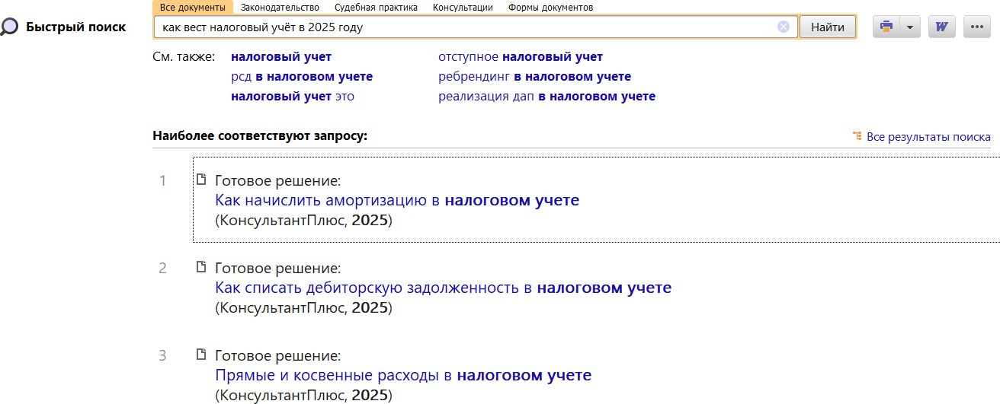 Все документы Законодательство Судебная практика Консультации Формы документов
Быстрый поиск
как вест налоговый учёт в 2025 году
Найти
W
См. также: налоговый учет отступное налоговый учет
рсд в налоговом учете ребрендинг в налоговом учете
налоговый учет это реализация дап в налоговом учете
Наиболее соответствуют запросу: Все результаты поиска
1 Готовое решение:
Как начислить амортизацию в налоговом учете
(КонсультантПлюс, 2025)
2 Готовое решение:
Как списать дебиторскую задолженность в налоговом учете
(КонсультантПлюс, 2025)
3 Готовое решение:
Прямые и косвенные расходы в налоговом учете
(КонсультантПлюс, 2025)